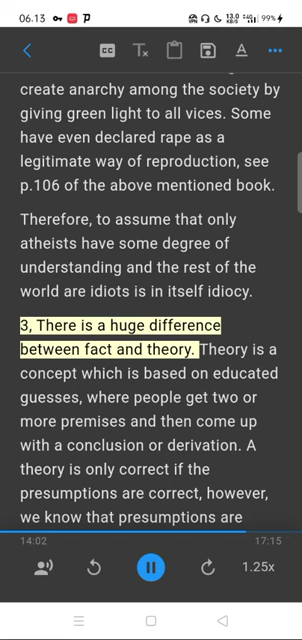 06.13
13.0
KB/S
99%
CC
create anarchy among the society by
giving green light to all vices. Some
have even declared rape as a
legitimate way of reproduction, see
p.106 of the above mentioned book.
Therefore, to assume that only
atheists have some degree of
understanding and the rest of the
world are idiots is in itself idiocy.
3, There is a huge difference
between fact and theory. Theory is a
concept which is based on educated
guesses, where people get two or
more premises and then come up
with a conclusion or derivation. A
theory is only correct if the
presumptions are correct, however,
we know that presumptions are
14:02 17:15
1.25x